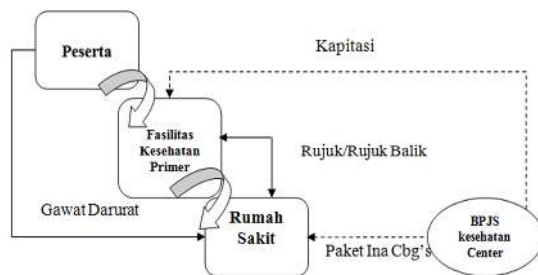 Kapitasi
Peserta
Fasilitas
Kesehatan
Primer
Rujuk/Rujuk Balik
Gawat Darurat
Rumah
Sakit
BPJS
kesehatan
Center
Paket Ina Cbg's